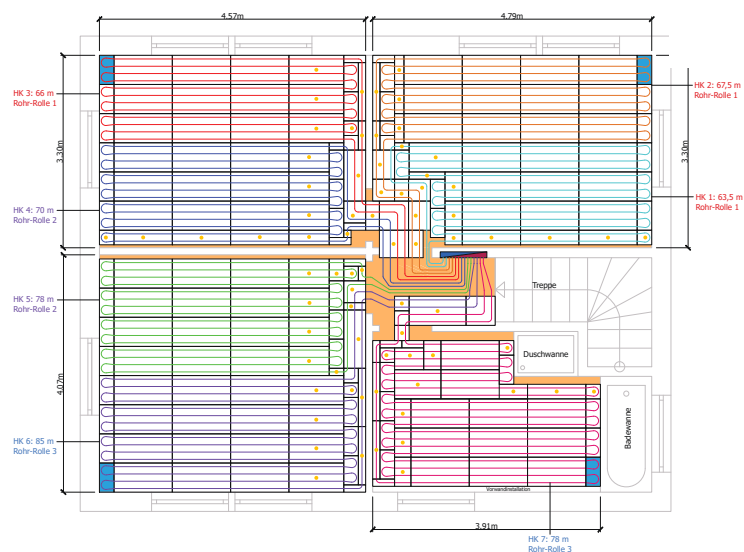 4.57m
4.79m
HK 3: 66 m
Rohr-Rolle 1
HK 2: 67,5 m
Rohr-Rolle 1
3.30m
3.30m
HK 4: 70 m
Rohr-Rolle 2
HK 1: 63,5 m
Rohr-Rolle 1
HK 5: 78 m
Rohr-Rolle 2
Treppe
Duschwanne
4.07m
Badewanne
HK 6: 85 m
Rohr-Rolle 3
Vorwandinstallation
3.91m
HK 7: 78 m
Rohr-Rolle 3